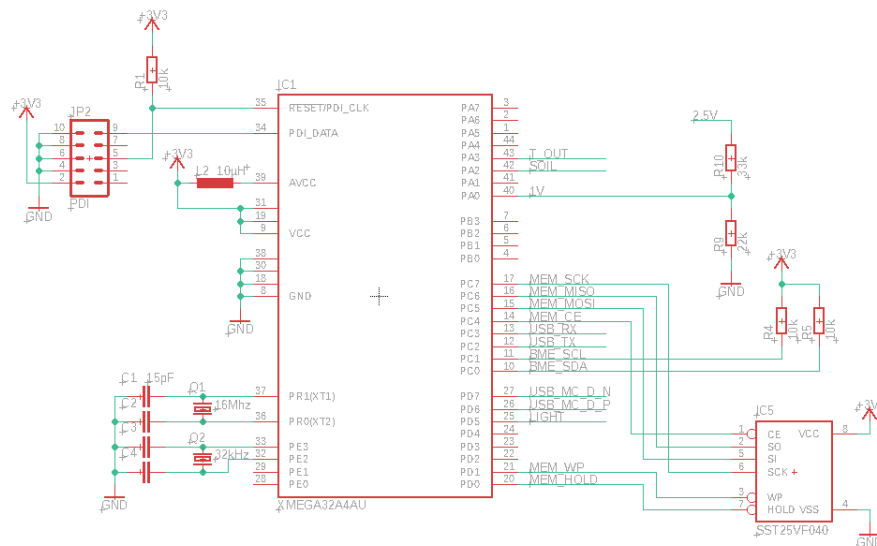 +3V3
R1
10k
IC1
+3V3
JP2
10 9
8 7
6 5
4 3
2 1
PDI
GND
35 RESET/PDI_CLK
34 PDI_DATA
+3V3
L2 10µH
39 AVCC
31
19
9 VCC
38
30
18
8 GND
GND
C1 15pF
C2
C3
C4
Q1
16Mhz
Q2
32kHz
GND
37 PR1(XT1)
36 PR0(XT2)
33 PE3
32 PE2
29 PE1
28 PE0
XMEGA32A4AU
PA7 3
PA6 2
PA5 1
PA4 44
PA3 43 T_OUT
PA2 42 SOIL
PA1 41
PA0 40 1V
PB3 7
PB2 6
PB1 5
PB0 4
PC7 17 MEM_SCK
PC6 16 MEM_MISO
PC5 15 MEM_MOSI
PC4 14 MEM_CE
PC3 13 USB_RX
PC2 12 USB_TX
PC1 11 BME_SCL
PC0 10 BME_SDA
PD7 27 USB_MC_D_N
PD6 26 USB_MC_D_P
PD5 25 LIGHT
PD4 24
PD3 23
PD2 22
PD1 21 MEM_WP
PD0 20 MEM_HOLD
2.5V
R10
33k
R9
22k
GND
+3V3
R4
10k
R5
10k
IC5
+3V
1 CE VCC 8
2 SO
5 SI
6 SCK
3 WP
7 HOLD VSS 4
SST25VF040
GND